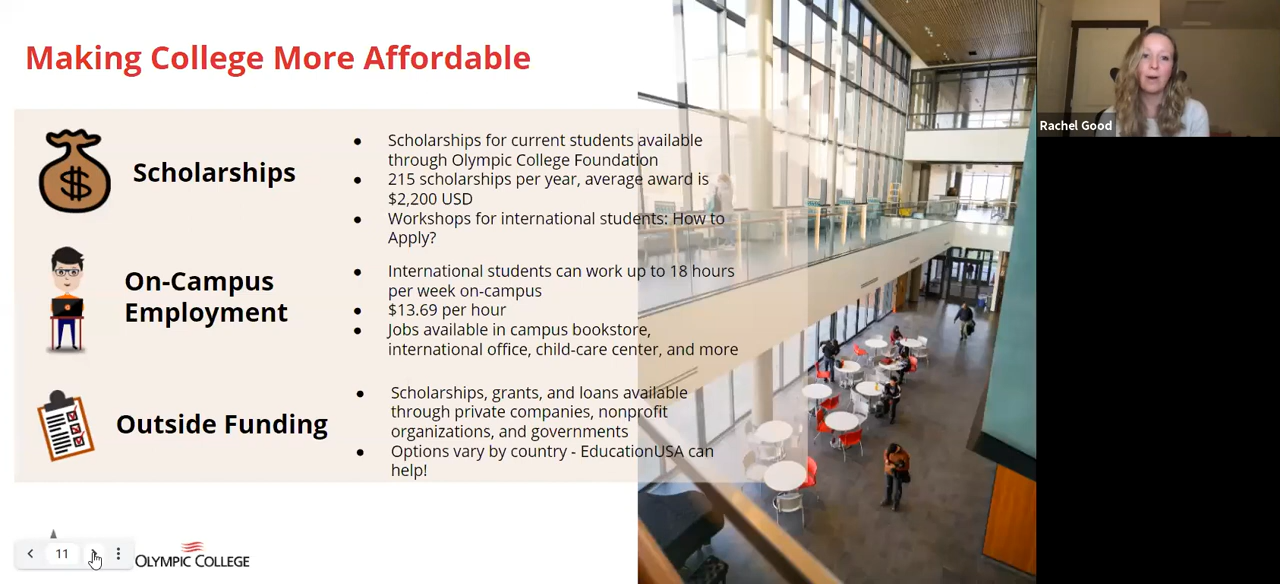 Making College More Affordable
Scholarships
● Scholarships for current students available
through Olympic College Foundation
● 215 scholarships per year, average award is
$2,200 USD
● Workshops for international students: How to
Apply?
On-Campus
Employment
● International students can work up to 18 hours
per week on-campus
● $13.69 per hour
● Jobs available in campus bookstore,
international office, child-care center, and more
Outside Funding
● Scholarships, grants, and loans available
through private companies, nonprofit
organizations, and governments
● Options vary by country - EducationUSA can
help!
11
OLYMPIC COLLEGE
Rachel Good